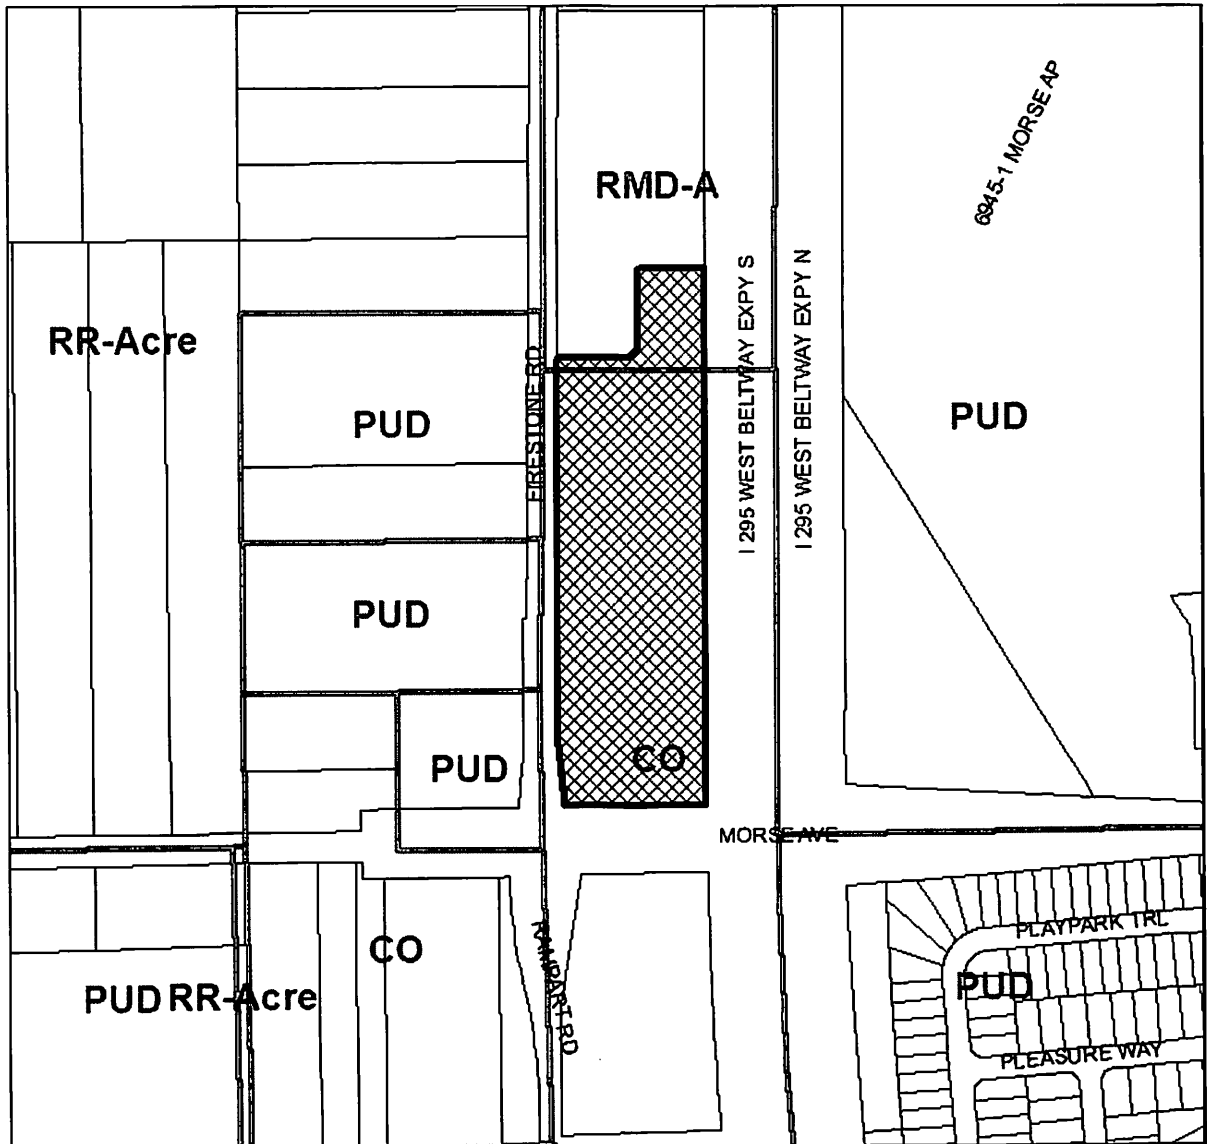 6945-1 MORSE AP
RMD-A
I 295 WEST BELTWAY EXPY S
I 295 WEST BELTWAY EXPY N
RR-Acre
FIRESTONE RD
PUD
PUD
PUD
PUD
CO
MORSE AVE
PLAYPARK TRL
CO
RAMPART RD
PUD
PUD
RR-Acre
PLEASURE WAY